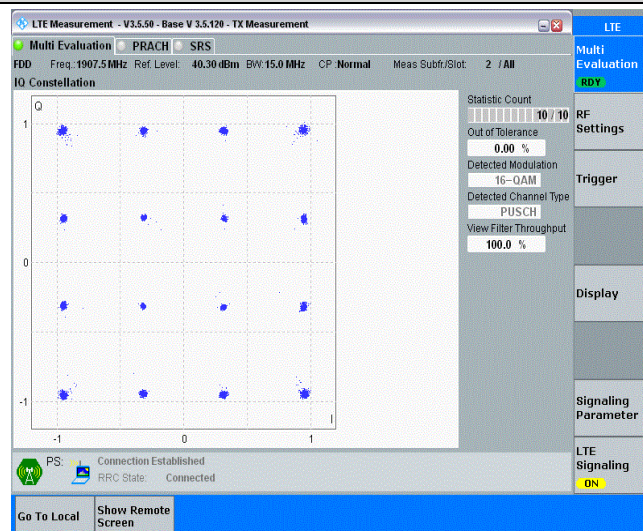 LTE Measurement - V3.5.50 - Base V 3.5.120 - TX Measurement
LTE
Multi Evaluation PRACH SRS
Multi
Evaluation
RDY
FDD Freq.:1907.5 MHz Ref. Level: 40.30 dBm BW:15.0 MHz CP :Normal Meas Subfr./Slot: 2 / All
IQ Constellation
Statistic Count
10 / 10
Out of Tolerance
0.00 %
Detected Modulation
16-QAM
Detected Channel Type
PUSCH
View Filter Throughput
100.0 %
RF
Settings
Trigger
Display
Signaling
Parameter
LTE
Signaling
ON
Q
1
0
-1
I
-1 0 1
PS: Connection Established
RRC State: Connected
Go To Local
Show Remote
Screen